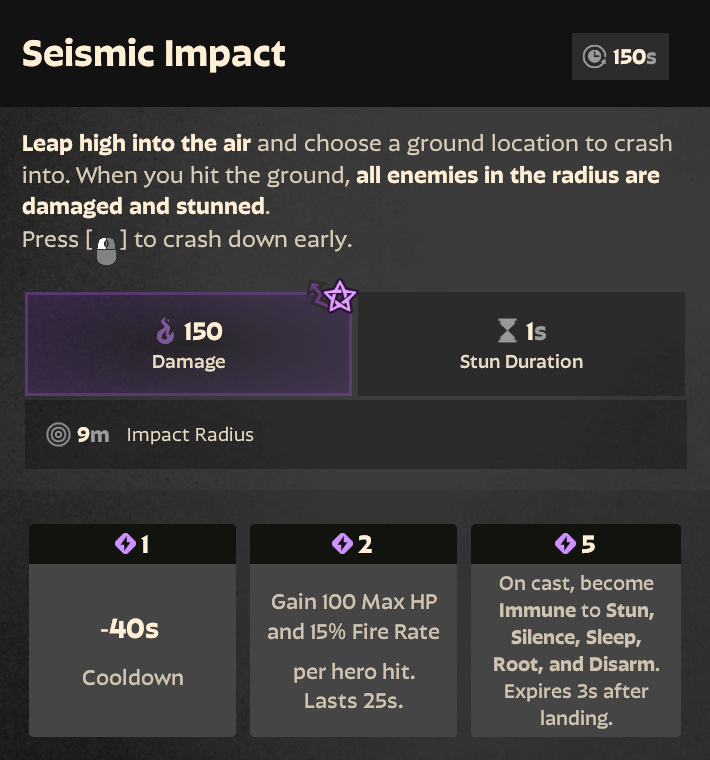 Seismic Impact
150s
Leap high into the air and choose a ground location to crash
into. When you hit the ground, all enemies in the radius are
damaged and stunned.
Press [ ] to crash down early.
150
Damage
1s
Stun Duration
9m Impact Radius
1
-40s
Cooldown
2
Gain 100 Max HP
and 15% Fire Rate
per hero hit.
Lasts 25s.
5
On cast, become
Immune to Stun,
Silence, Sleep,
Root, and Disarm.
Expires 3s after
landing.